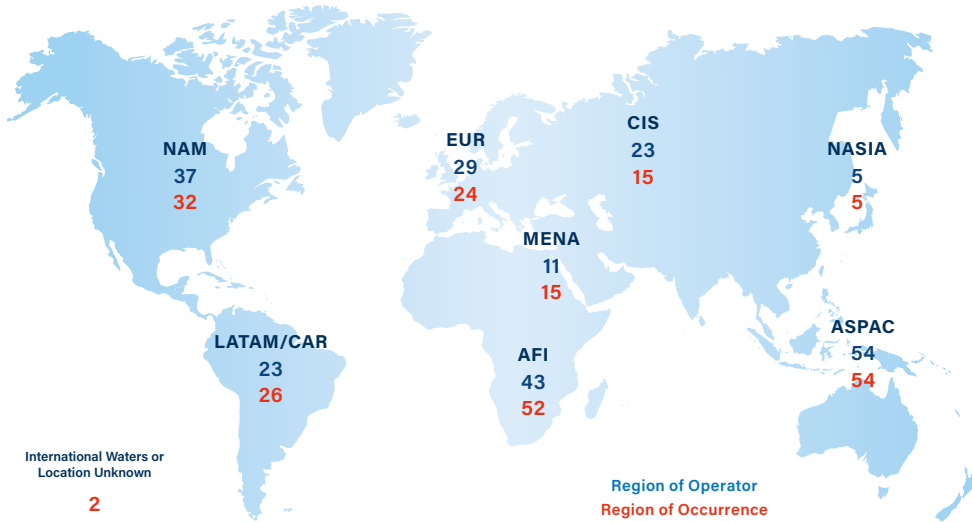 NAM
37
32
EUR
29
24
CIS
23
15
NASIA
5
5
MENA
11
15
LATAM/CAR
23
26
AFI
43
52
ASPAC
54
54
International Waters or
Location Unknown
2
Region of Operator
Region of Occurrence